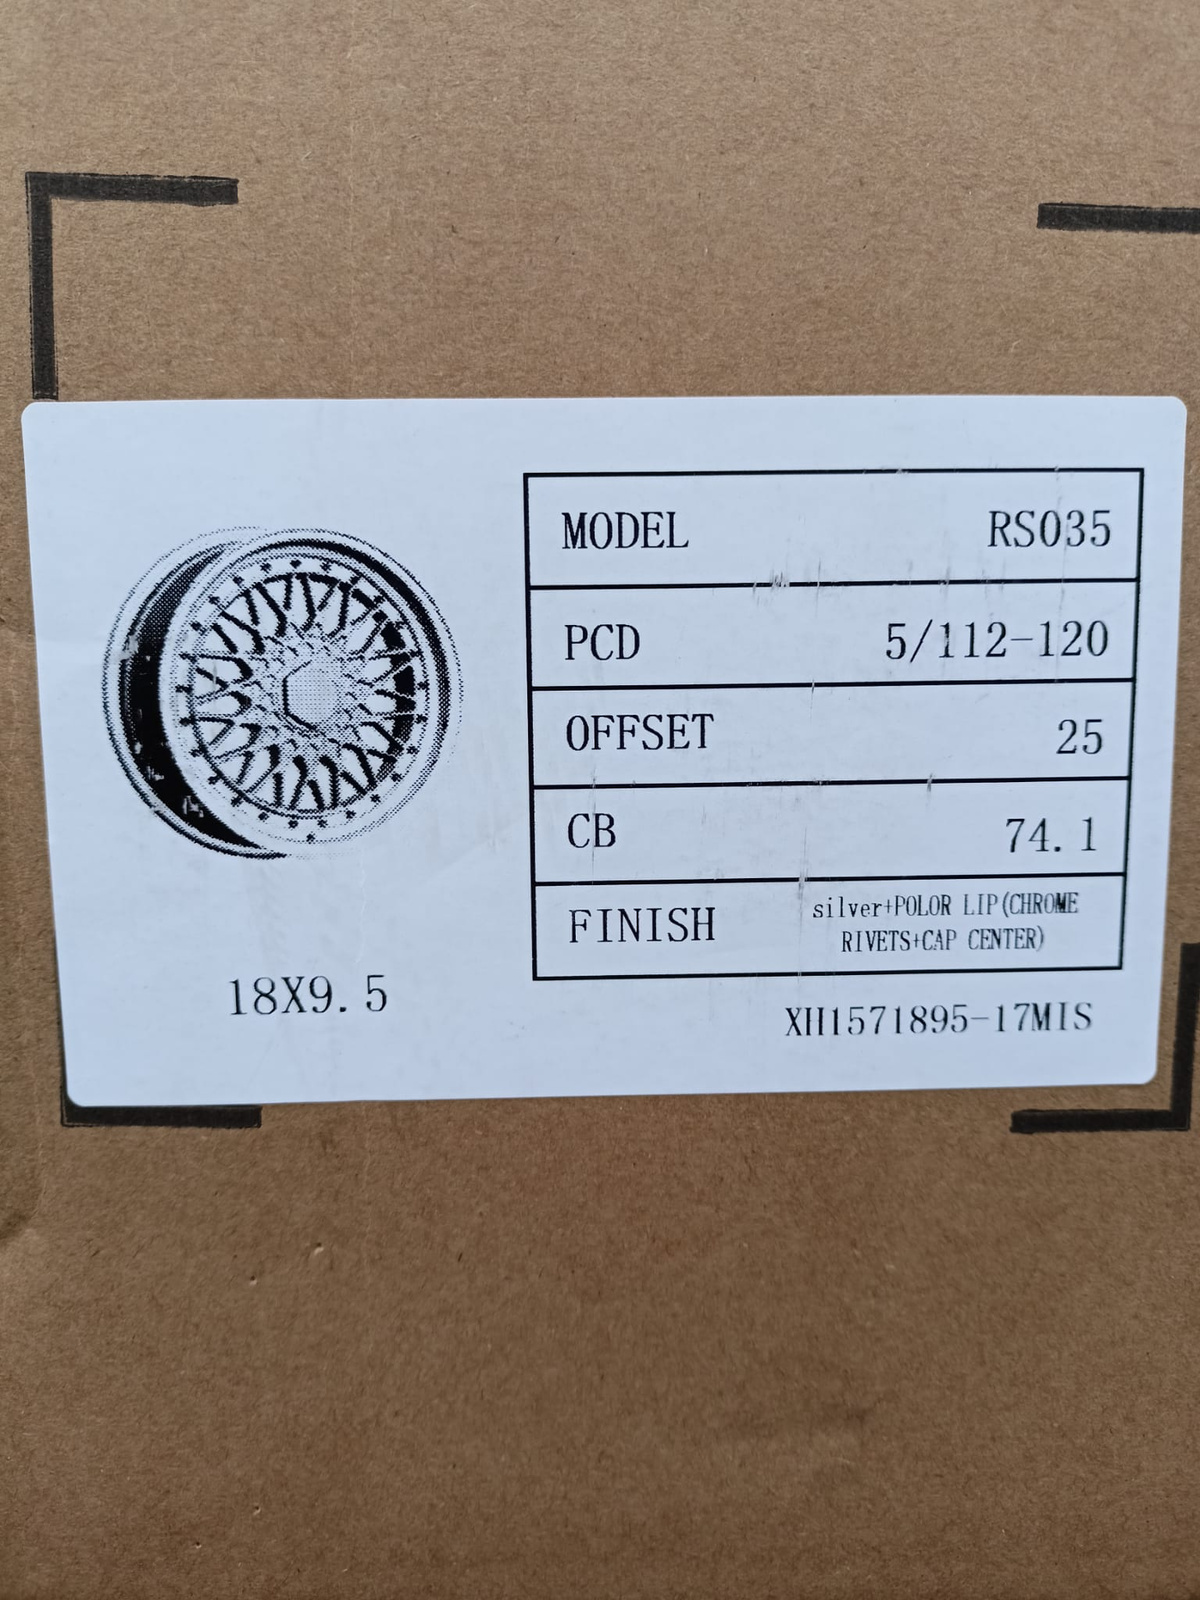 MODEL RS035
PCD 5/112-120
OFFSET 25
CB 74.1
FINISH silver+POLOR LIP(CHROME
RIVETS+CAP CENTER)
18X9.5
XH1571895-17MIS